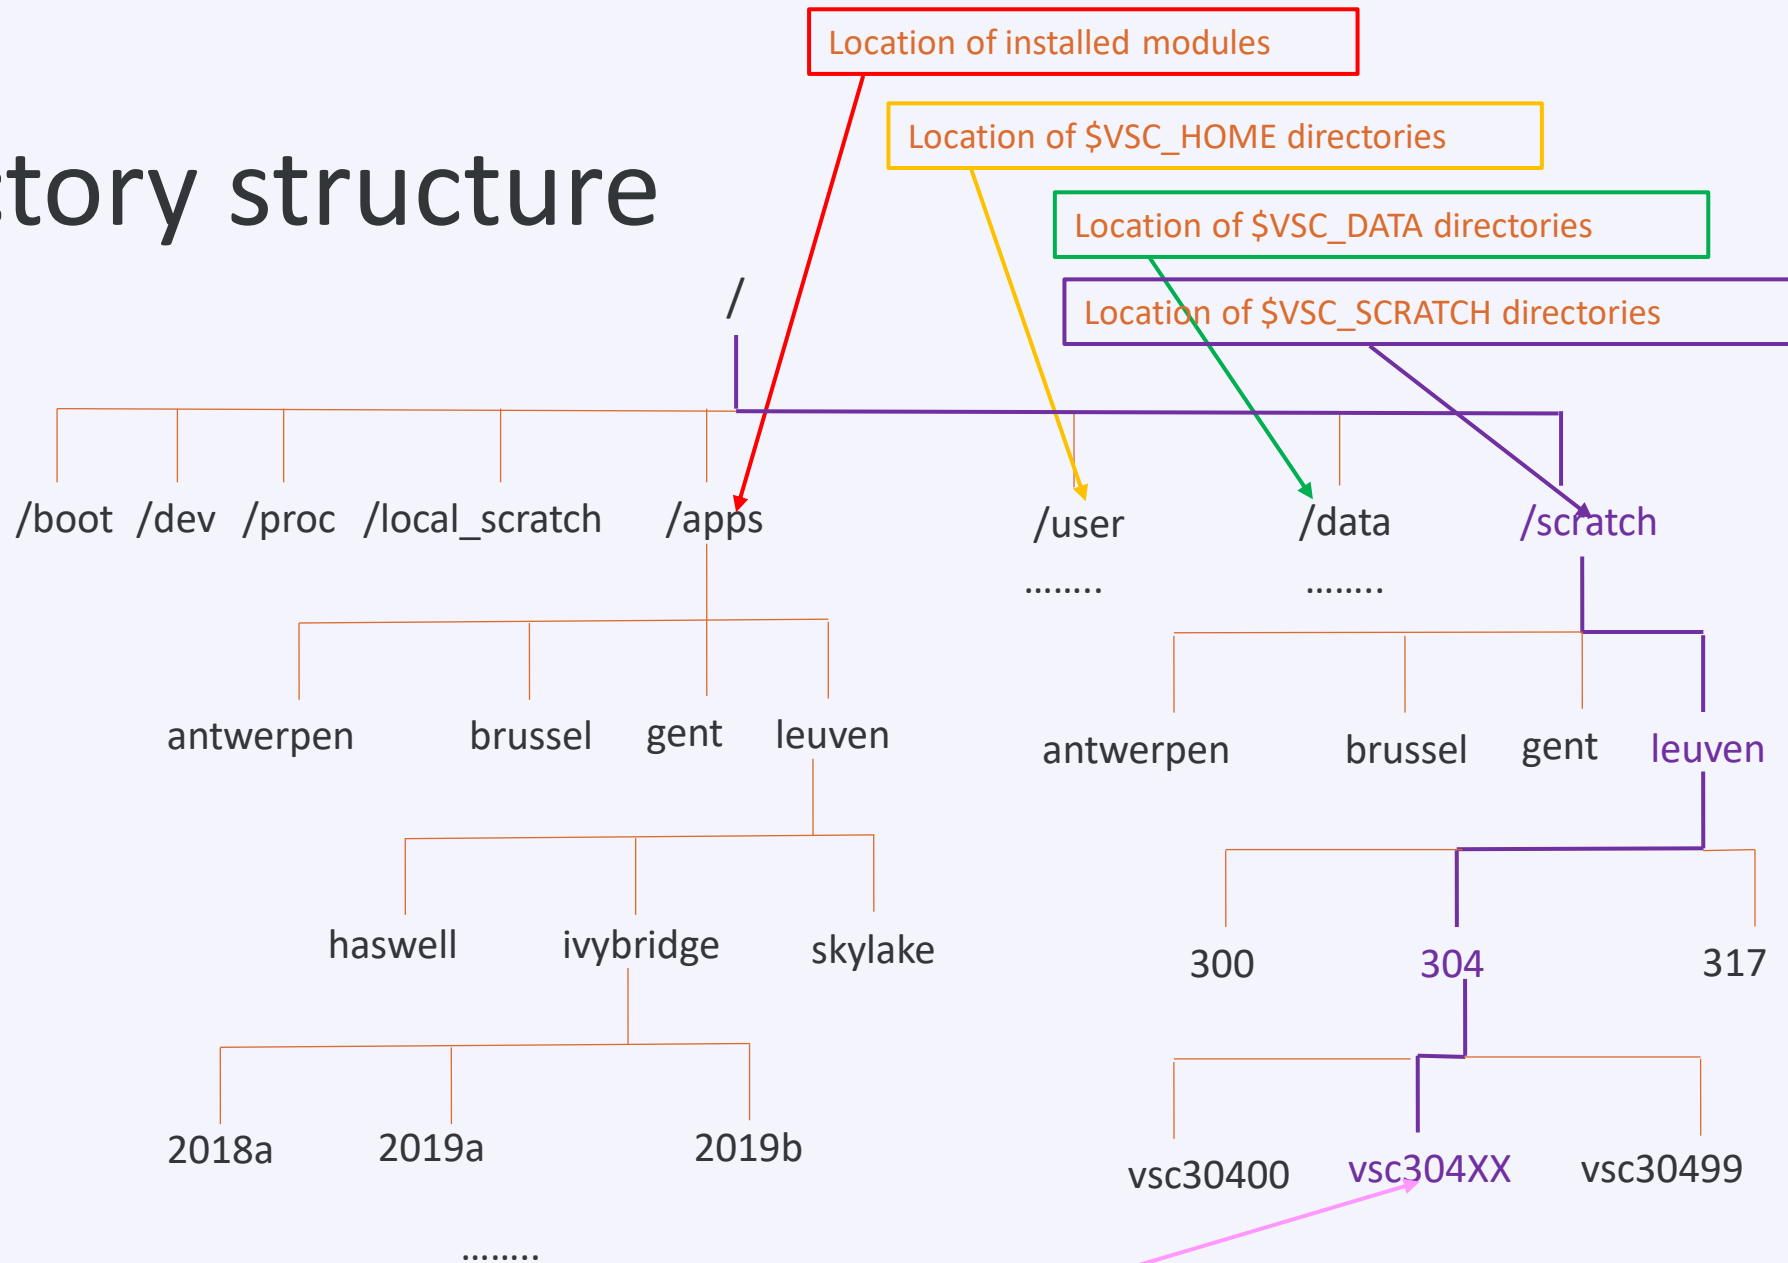 Location of installed modules
Location of $VSC_HOME directories
ctory structure
Location of $VSC_DATA directories
/
Location of $VSC_SCRATCH directories
/boot /dev /proc /local_scratch /apps /user /data /scratch
........ ........
antwerpen brussel gent leuven antwerpen brussel gent leuven
haswell ivybridge skylake 300 304 317
2018a 2019a 2019b vsc30400 vsc304XX vsc30499
........